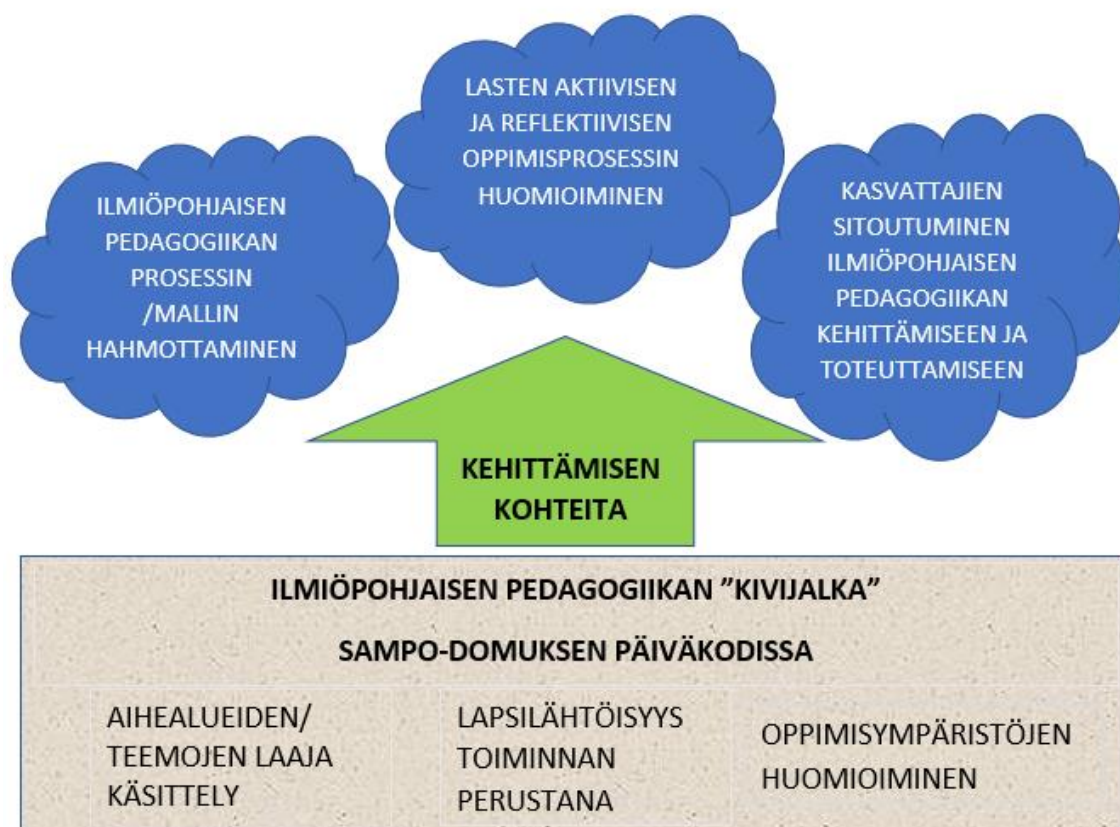 ILMIÖPOHJAISEN
PEDAGOGIIKAN
PROSESSIN
/MALLIN
HAHMOTTAMINEN
LASTEN AKTIIVISEN
JA REFLEKTIIVISEN
OPPIMISPROSESSIN
HUOMIOIMINEN
KASVATTAJIEN
SITOUTUMINEN
ILMIÖPOHJAISEN
PEDAGOGIIKAN
KEHITTÄMISEEN JA
TOTEUTTAMISEEN
KEHITTÄMISEN
KOHTEITA
ILMIÖPOHJAISEN PEDAGOGIIKAN ”KIVIJALKA”
SAMPO-DOMUKSEN PÄIVÄKODISSA
AIHEALUEIDEN/
TEEMOJEN LAAJA
KÄSITTELY
LAPSILÄHTÖISYYS
TOIMINNAN
PERUSTANA
OPPIMISYMPÄRISTÖJEN
HUOMIOIMINEN